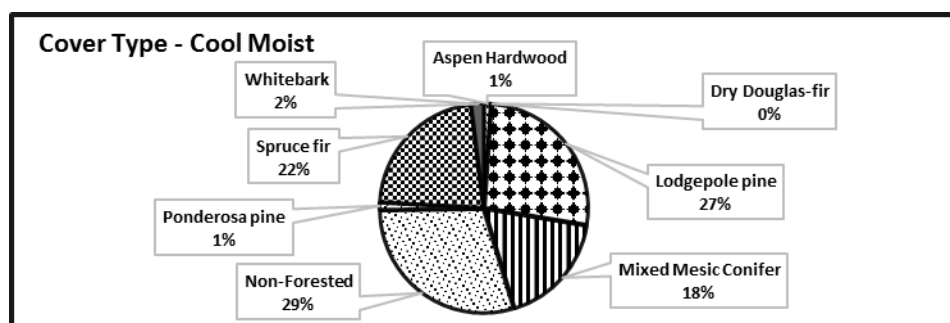 Cover Type - Cool Moist
Aspen Hardwood
1%
Whitebark
2%
Dry Douglas-fir
0%
Spruce fir
22%
Lodgepole pine
27%
Ponderosa pine
1%
Mixed Mesic Conifer
18%
Non-Forested
29%